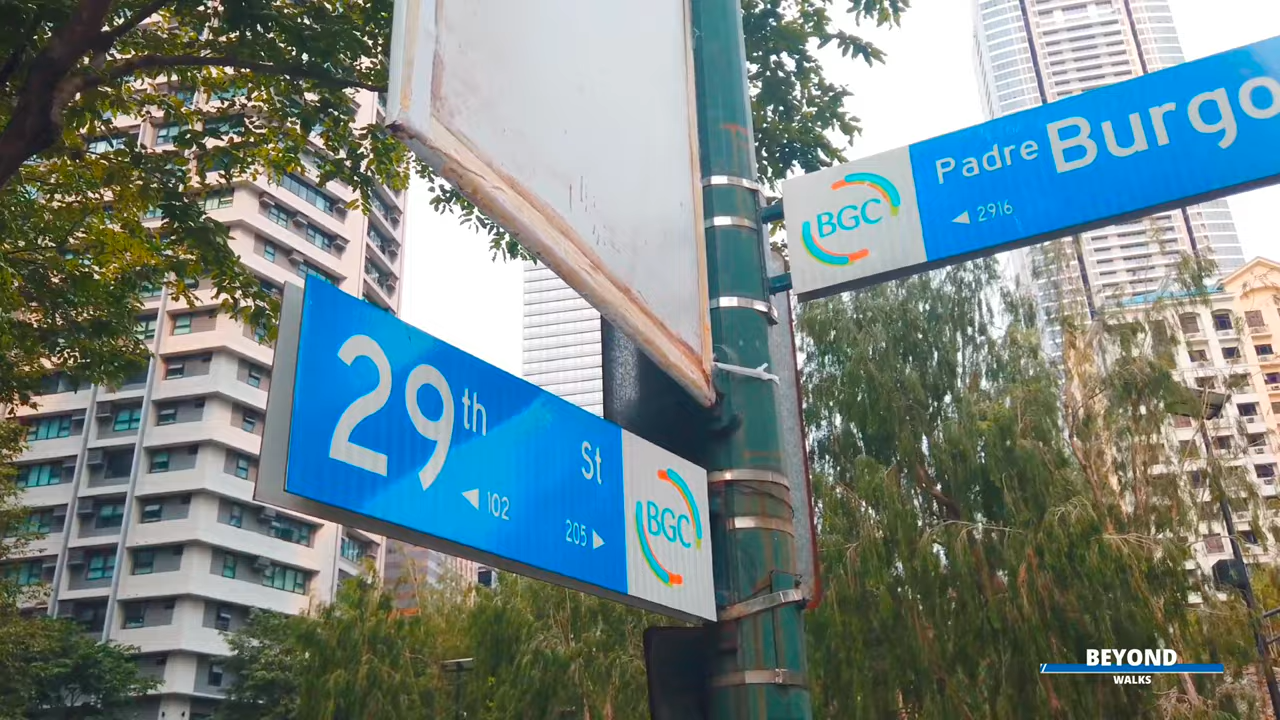 29th St
◄ 102
205 ►
BGC
BGC
Padre Burgo
◄ 2916
BEYOND
WALKS